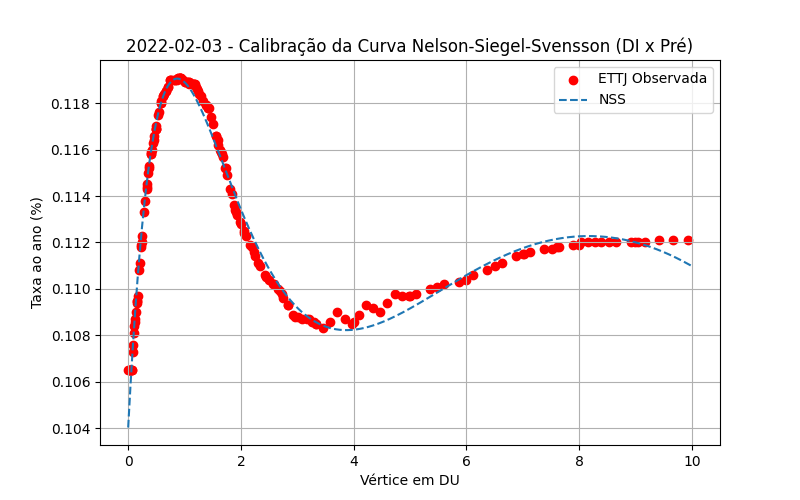 2022-02-03 - Calibração da Curva Nelson-Siegel-Svensson (DI x Pré)
ETTJ Observada
NSS
Taxa ao ano (%)
0.118
0.116
0.114
0.112
0.110
0.108
0.106
0.104
0 2 4 6 8 10
Vértice em DU